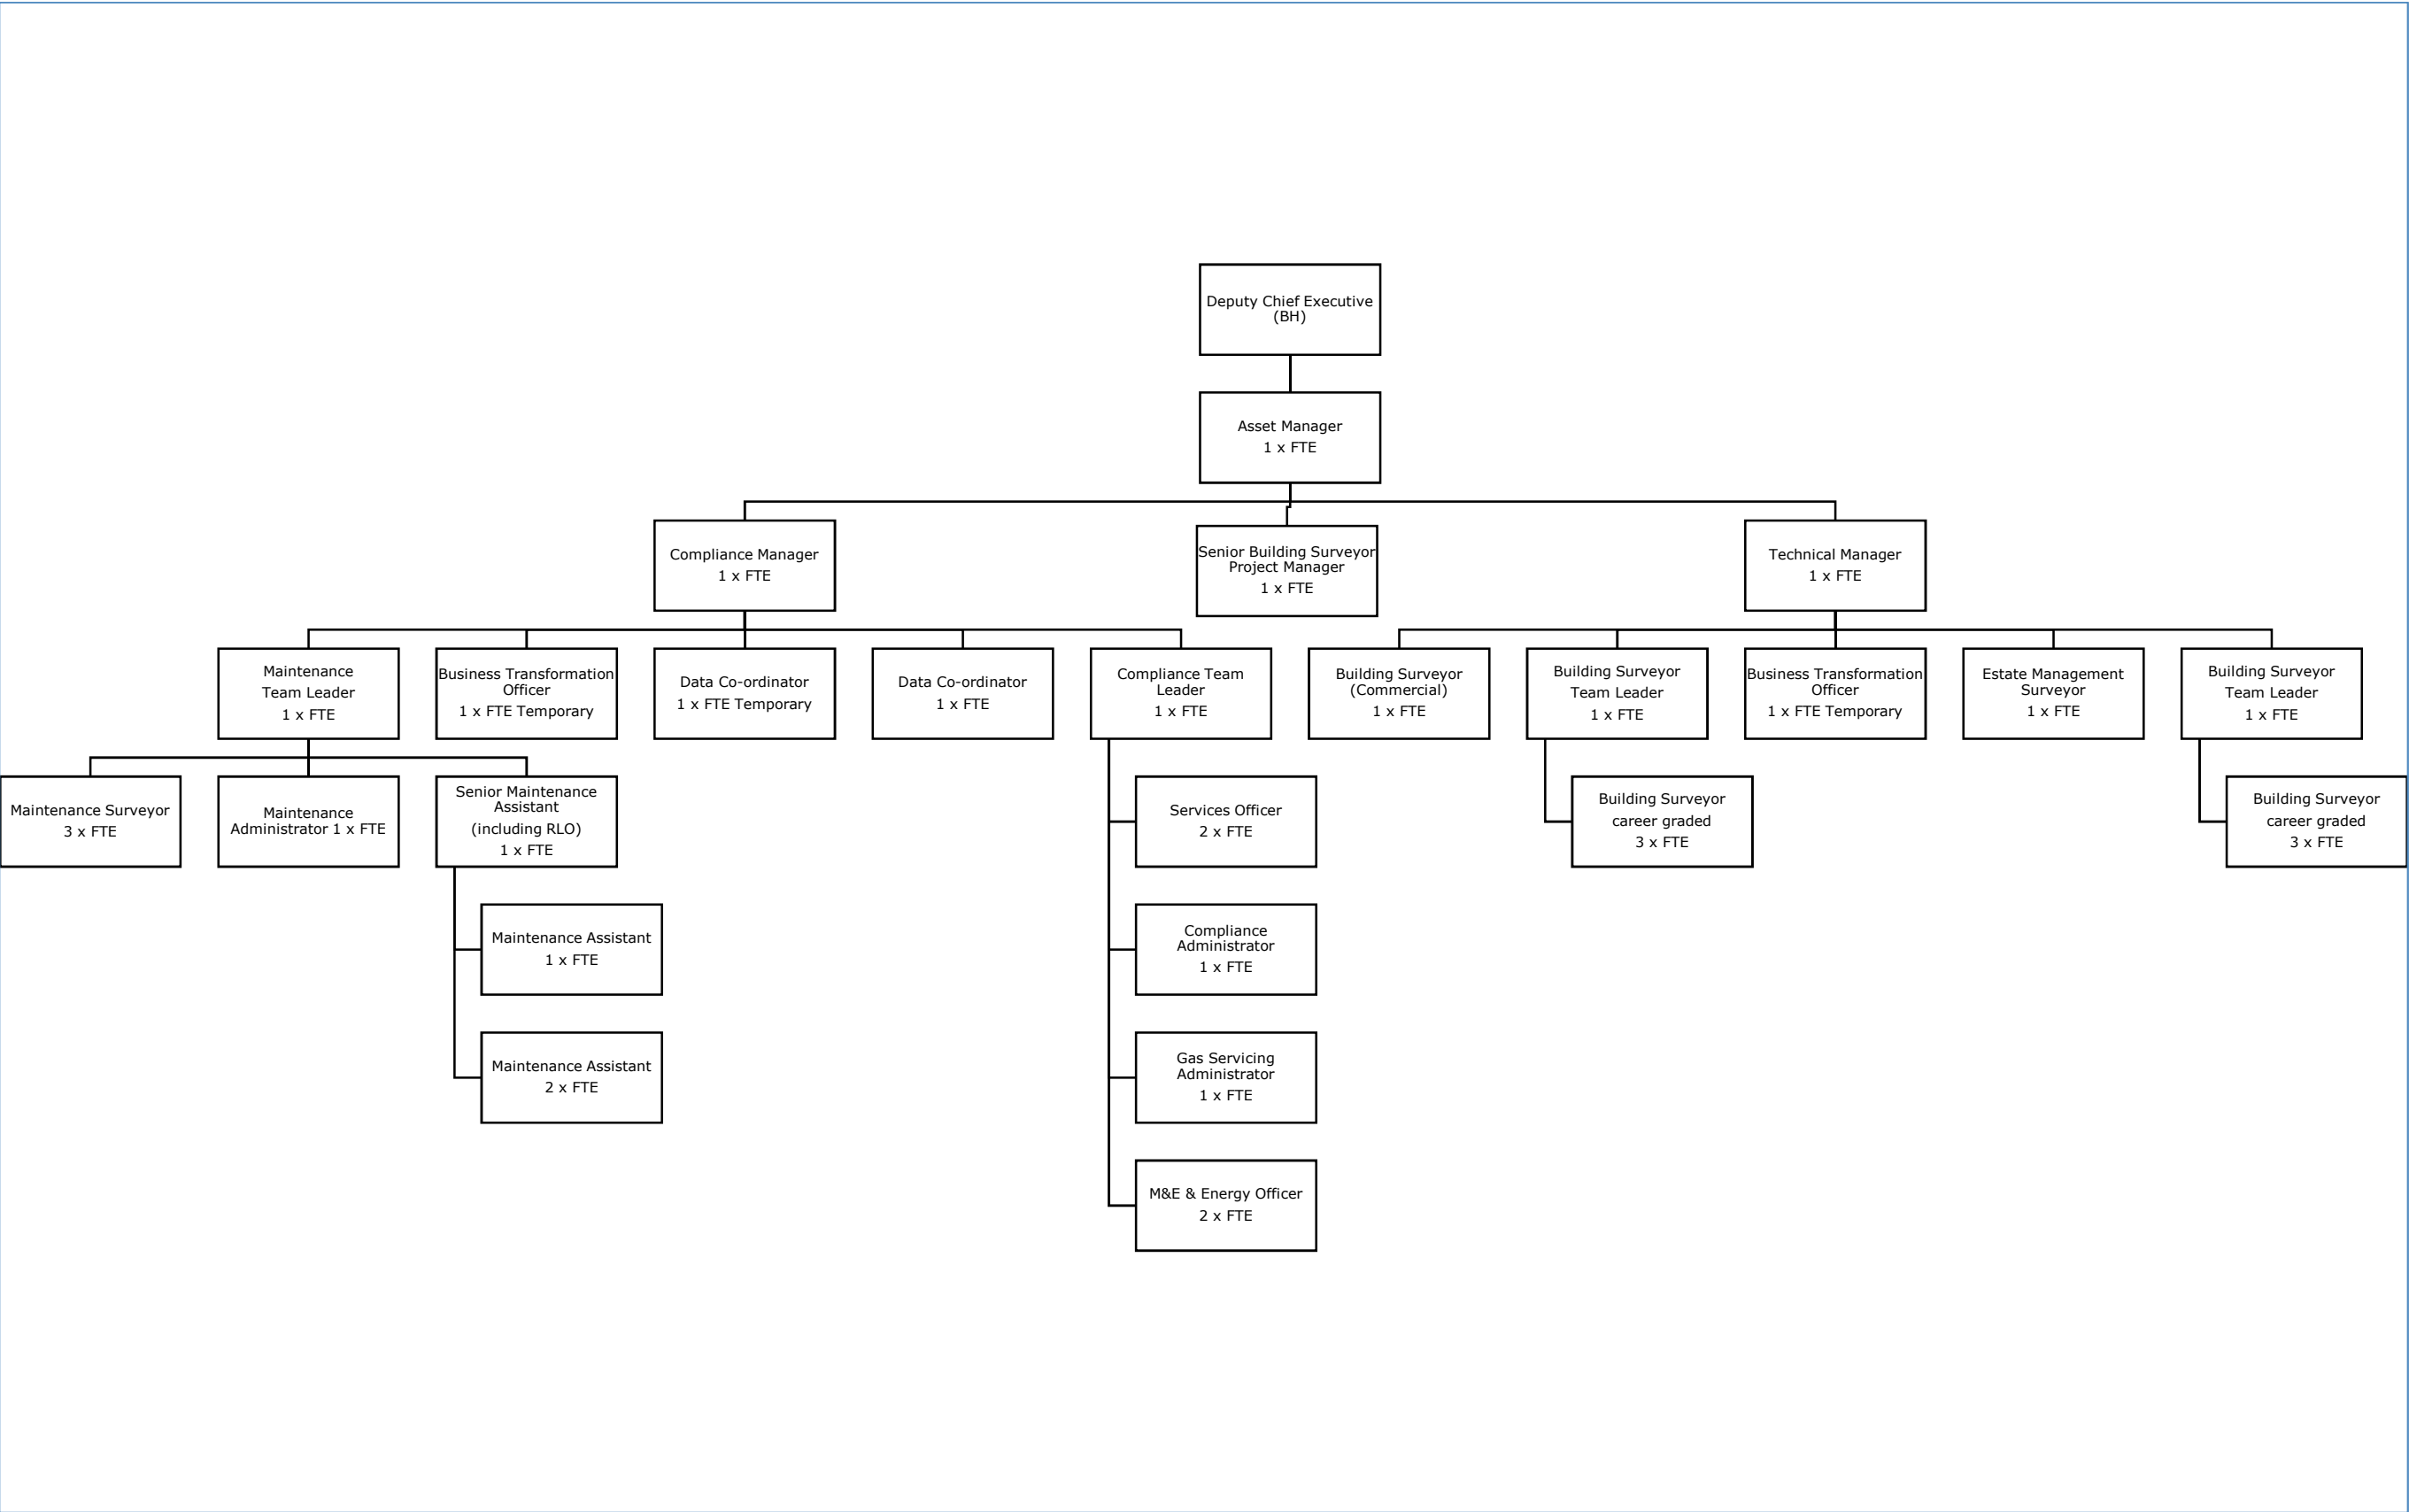 Deputy Chief Executive
(BH)
Asset Manager
1 x FTE
Compliance Manager
1 x FTE
Senior Building Surveyor
Project Manager
1 x FTE
Technical Manager
1 x FTE
Maintenance
Team Leader
1 x FTE
Business Transformation
Officer
1 x FTE Temporary
Data Co-ordinator
1 x FTE Temporary
Data Co-ordinator
1 x FTE
Compliance Team
Leader
1 x FTE
Building Surveyor
(Commercial)
1 x FTE
Building Surveyor
Team Leader
1 x FTE
Business Transformation
Officer
1 x FTE Temporary
Estate Management
Surveyor
1 x FTE
Building Surveyor
Team Leader
1 x FTE
Maintenance Surveyor
3 x FTE
Maintenance
Administrator 1 x FTE
Senior Maintenance
Assistant
(including RLO)
1 x FTE
Services Officer
2 x FTE
Building Surveyor
career graded
3 x FTE
Building Surveyor
career graded
3 x FTE
Maintenance Assistant
1 x FTE
Compliance
Administrator
1 x FTE
Maintenance Assistant
2 x FTE
Gas Servicing
Administrator
1 x FTE
M&E & Energy Officer
2 x FTE